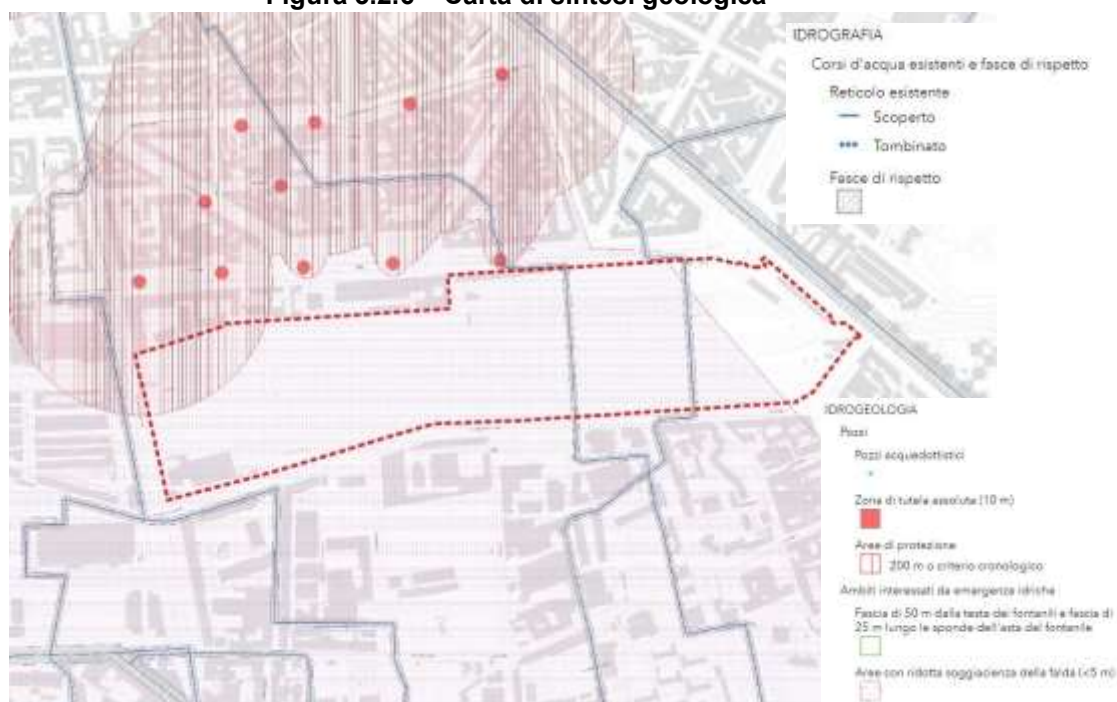 Figura 5.2.6 – Carta di sintesi geologica
IDROGRAFIA
Corsi d'acqua esistenti e fasce di rispetto
Reticolo esistente
Scoperto
Tombinato
Fasce di rispetto
IDROGEOLOGIA
Pozzi
Pozzi acquedottistici
Zona di tutela assoluta (10 m)
Aree di protezione
200 m o criterio cronologico
Ambiti interessati da emergenze idriche
Fascia di 50 m dalla testa dei fontanili e fascia di
25 m lungo le sponde dell'asta del fontanile
Aree con ridotta soggiacenza della falda (<5 m)